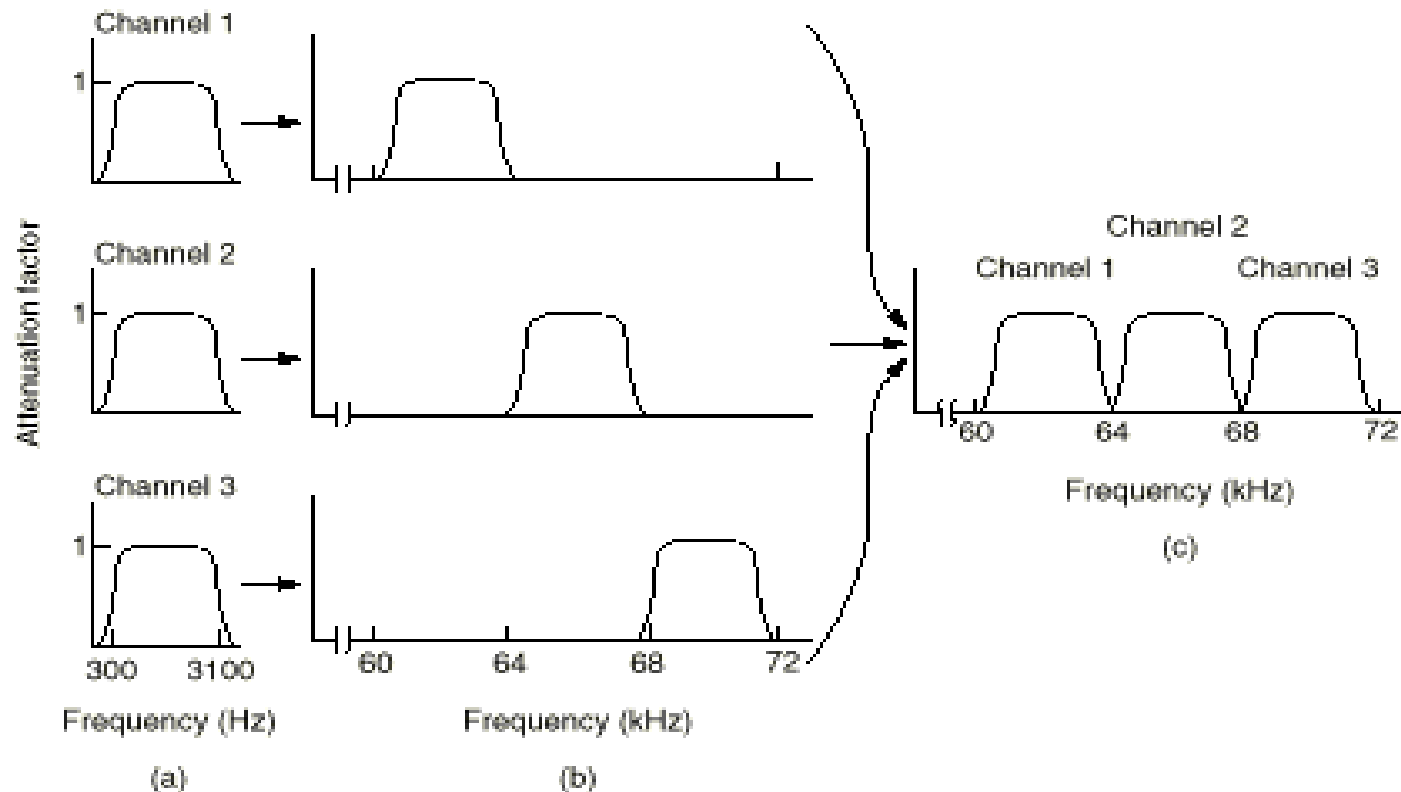 Channel 1
1
Channel 2
1
Channel 3
1
Attenuation factor
300 3100
Frequency (Hz)
(a)
60 64 68 72
Frequency (kHz)
(b)
Channel 2
Channel 1 Channel 3
60 64 68 72
Frequency (kHz)
(c)